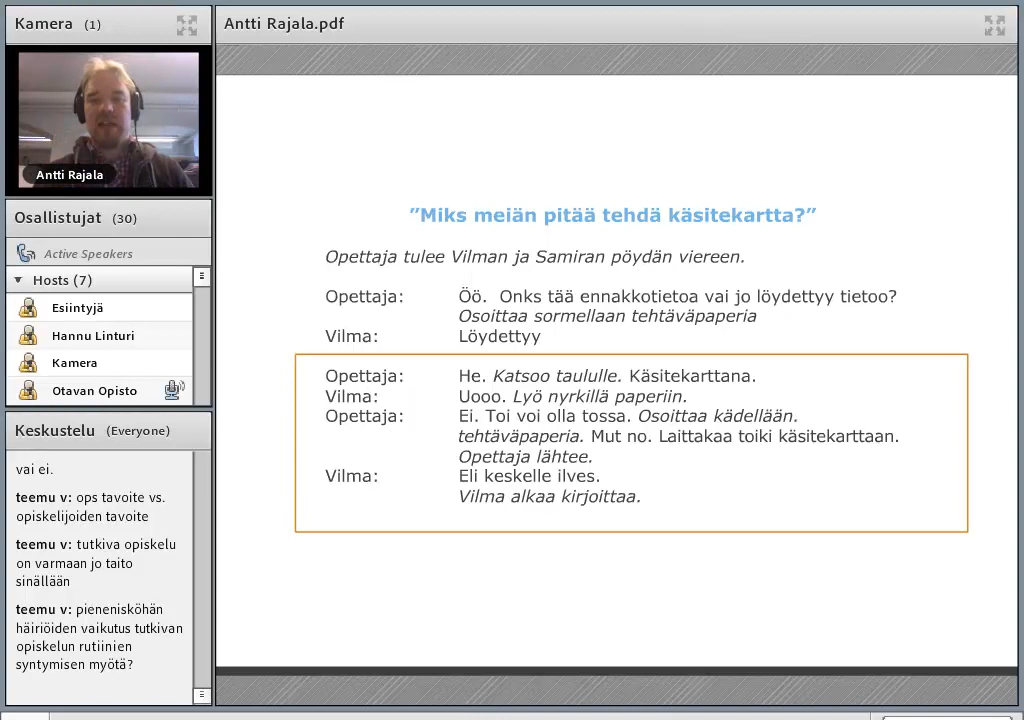 Kamera (1)
Antti Rajala
Osallistujat (30)
Active Speakers
Hosts (7)
Esiintyjä
Hannu Linturi
Kamera
Otavan Opisto
Keskustelu (Everyone)
vai ei.
teemu v: ops tavoite vs.
opiskelijoiden tavoite
teemu v: tutkiva opiskelu
on varmaan jo taito
sinällään
teemu v: pienenisköhän
häiriöiden vaikutus tutkivan
opiskelun rutiinien
syntymisen myötä?
Antti Rajala.pdf
”Miks meiän pitää tehdä käsitekartta?”
Opettaja tulee Vilman ja Samiran pöydän viereen.
Opettaja: Öö. Onks tää ennakkotietoa vai jo löydettyy tietoo?
Osoittaa sormellaan tehtäväpaperia
Vilma: Löydettyy
Opettaja: He. Katsoo taululle. Käsitekarttana.
Vilma: Uooo. Lyö nyrkillä paperiin.
Opettaja: Ei. Toi voi olla tossa. Osoittaa kädellään.
tehtäväpaperia. Mut no. Laittakaa toiki käsitekarttaan.
Opettaja lähtee.
Vilma: Eli keskelle ilves.
Vilma alkaa kirjoittaa.